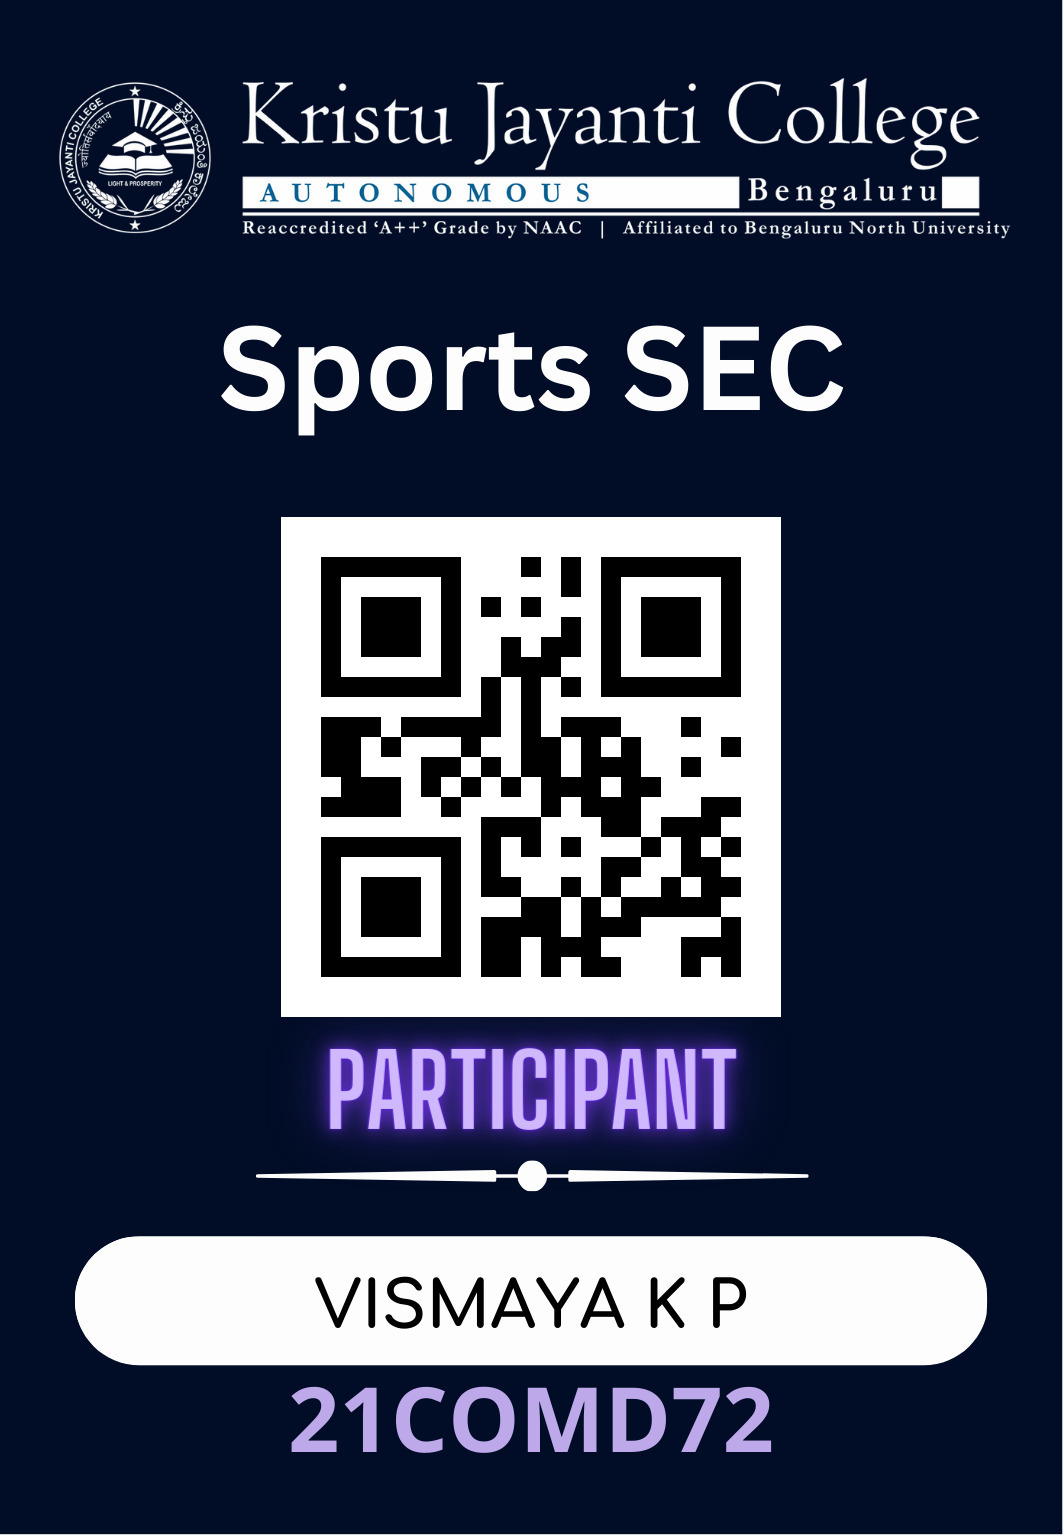 KRISTU JAYANTI COLLEGE
ಕ್ರಿಸ್ತು ಜಯಂತಿ ಕಾಲೇಜು
LIGHT & PROSPERITY
Kristu Jayanti College
AUTONOMOUS Bengaluru
Reaccredited ‘A++’ Grade by NAAC | Affiliated to Bengaluru North University
Sports SEC
PARTICIPANT
VISMAYA K P
21COMD72